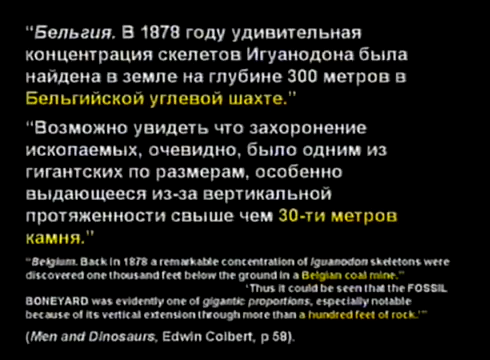 “Бельгия. В 1878 году удивительная
концентрация скелетов Игуанодона была
найдена в земле на глубине 300 метров в
Бельгийской углевой шахте.”
“Возможно увидеть что захоронение
ископаемых, очевидно, было одним из
гигантских по размерам, особенно
выдающееся из-за вертикальной
протяженности свыше чем 30-ти метров
камня.”
“Belgium. Back in 1878 a remarkable concentration of Iguanodon skeletons were
discovered one thousand feet below the ground in a Belgian coal mine.”
‘Thus it could be seen that the FOSSIL
BONEYARD was evidently one of gigantic proportions, especially notable
because of its vertical extension through more than a hundred feet of rock.’”
(Men and Dinosaurs, Edwin Colbert, p 58).